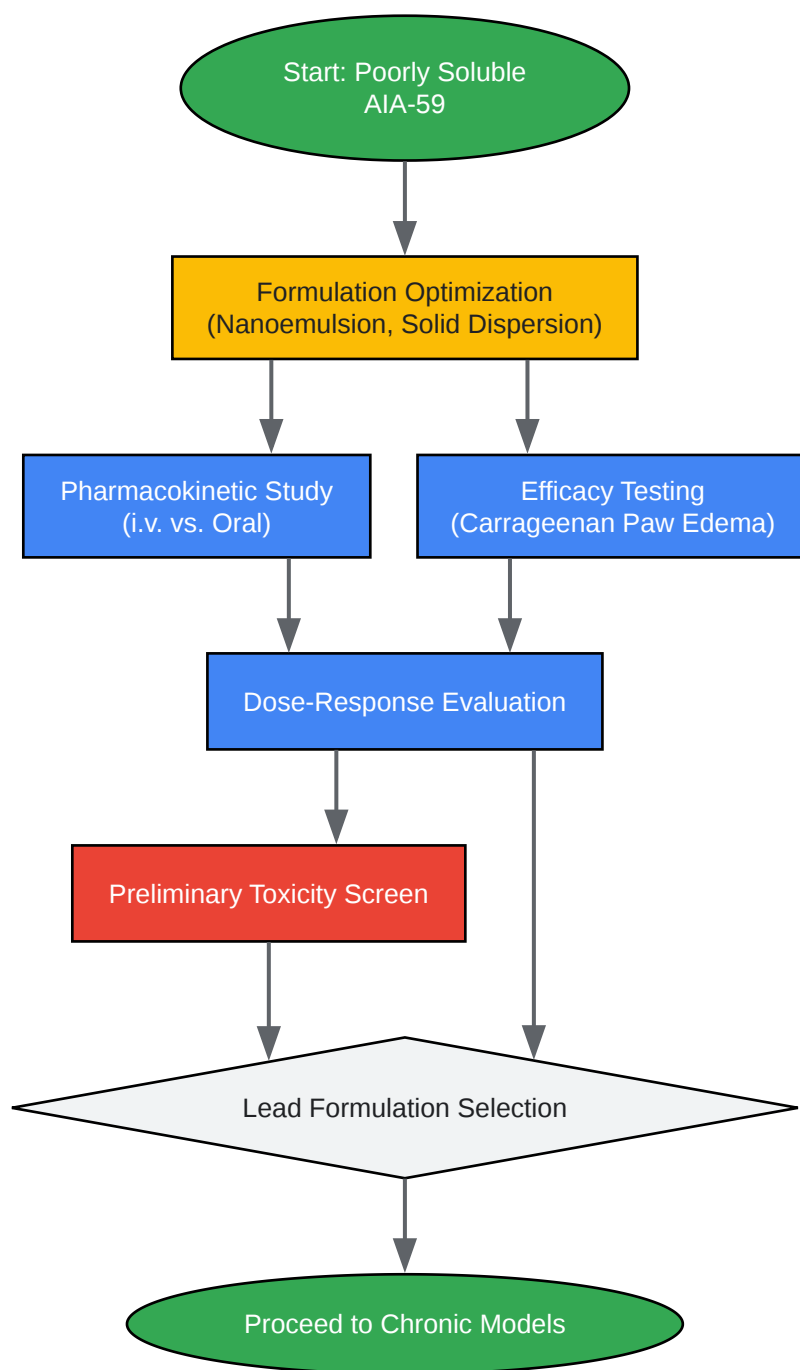 Start: Poorly Soluble
AIA-59
Formulation Optimization
(Nanoemulsion, Solid Dispersion)
Pharmacokinetic Study
(i.v. vs. Oral)
Efficacy Testing
(Carrageenan Paw Edema)
Dose-Response Evaluation
Preliminary Toxicity Screen
Lead Formulation Selection
Proceed to Chronic Models